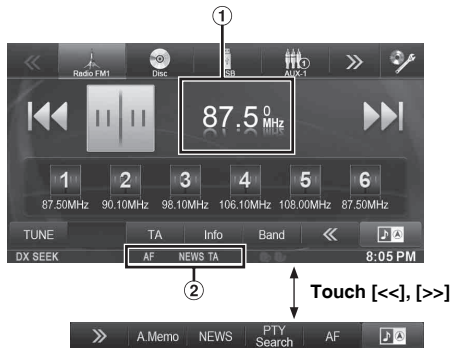 ①
Radio FM1 Disc USB AUX-1
87.5 0 MHz
1 2 3 4 5 6
87.50MHz 90.10MHz 98.10MHz 106.10MHz 108.00MHz 87.50MHz
TUNE TA Info Band
DX SEEK AF NEWS TA 8:05 PM
②
Touch [<<], [>>]
A.Memo NEWS PTY Search AF